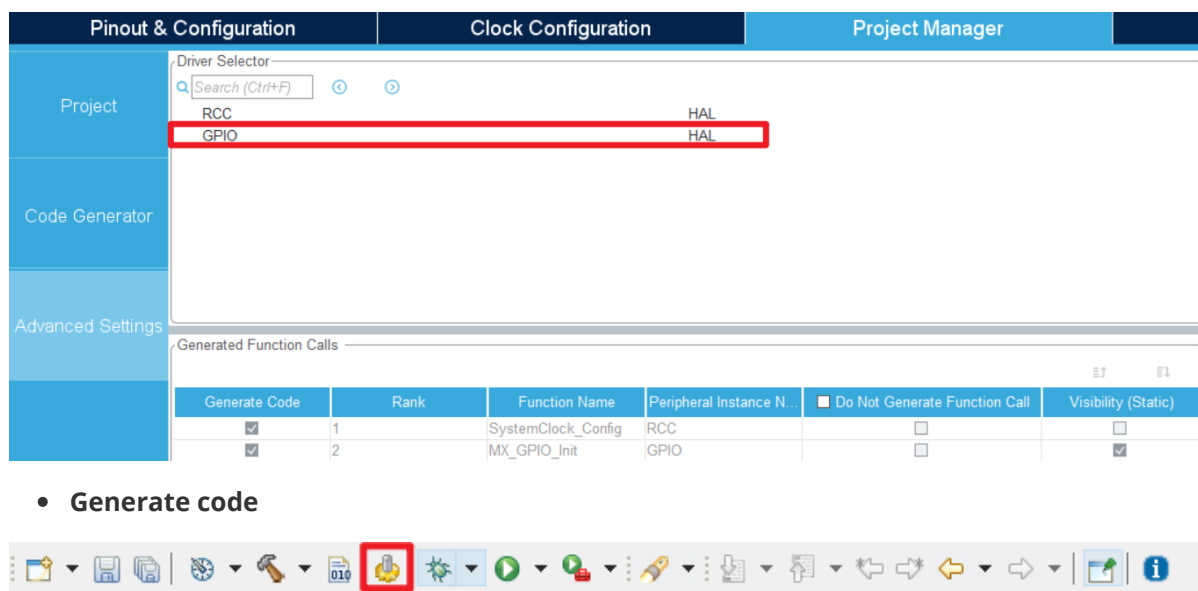 Pinout & Configuration Clock Configuration Project Manager
Driver Selector
Search (Ctrl+F)
Project
RCC HAL
GPIO HAL
Code Generator
Advanced Settings
Generated Function Calls
Generate Code Rank Function Name Peripheral Instance N... Do Not Generate Function Call Visibility (Static)
1 SystemClock_Config RCC
2 MX_GPIO_Init GPIO
• Generate code
010
i